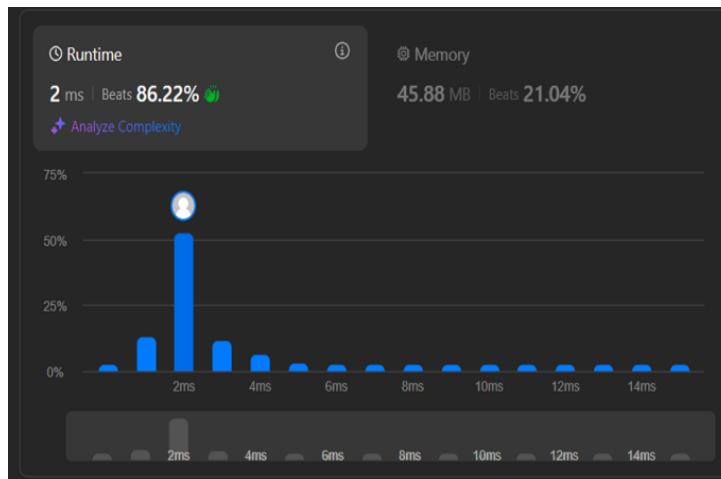 Runtime
2 ms | Beats 86.22%
Analyze Complexity
Memory
45.88 MB | Beats 21.04%
75%
50%
25%
0%
2ms 4ms 6ms 8ms 10ms 12ms 14ms
2ms 4ms 6ms 8ms 10ms 12ms 14ms